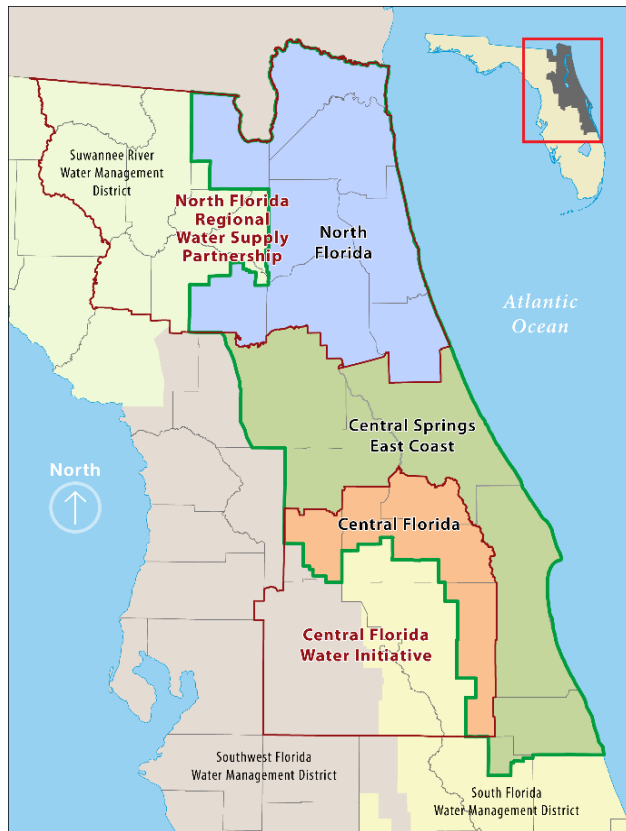 Suwannee River
Water Management
District
North Florida
Regional
Water Supply
Partnership
North
Florida
Atlantic
Ocean
Central Springs
East Coast
North
Central Florida
Central Florida
Water Initiative
Southwest Florida
Water Management District
South Florida
Water Management District